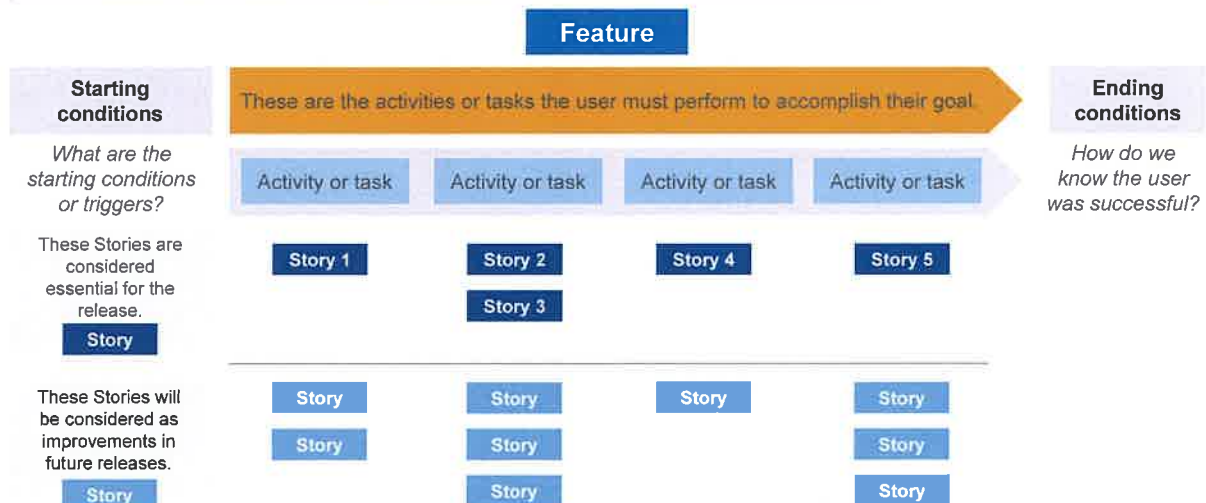 Feature
Starting
conditions
These are the activities or tasks the user must perform to accomplish their goal.
Ending
conditions
What are the
starting conditions
or triggers?
Activity or task
Activity or task
Activity or task
Activity or task
How do we
know the user
was successful?
These Stories are
considered
essential for the
release.
Story
Story 1
Story 2
Story 4
Story 5
Story 3
These Stories will
be considered as
improvements in
future releases.
Story
Story
Story
Story
Story
Story
Story
Story
Story
Story